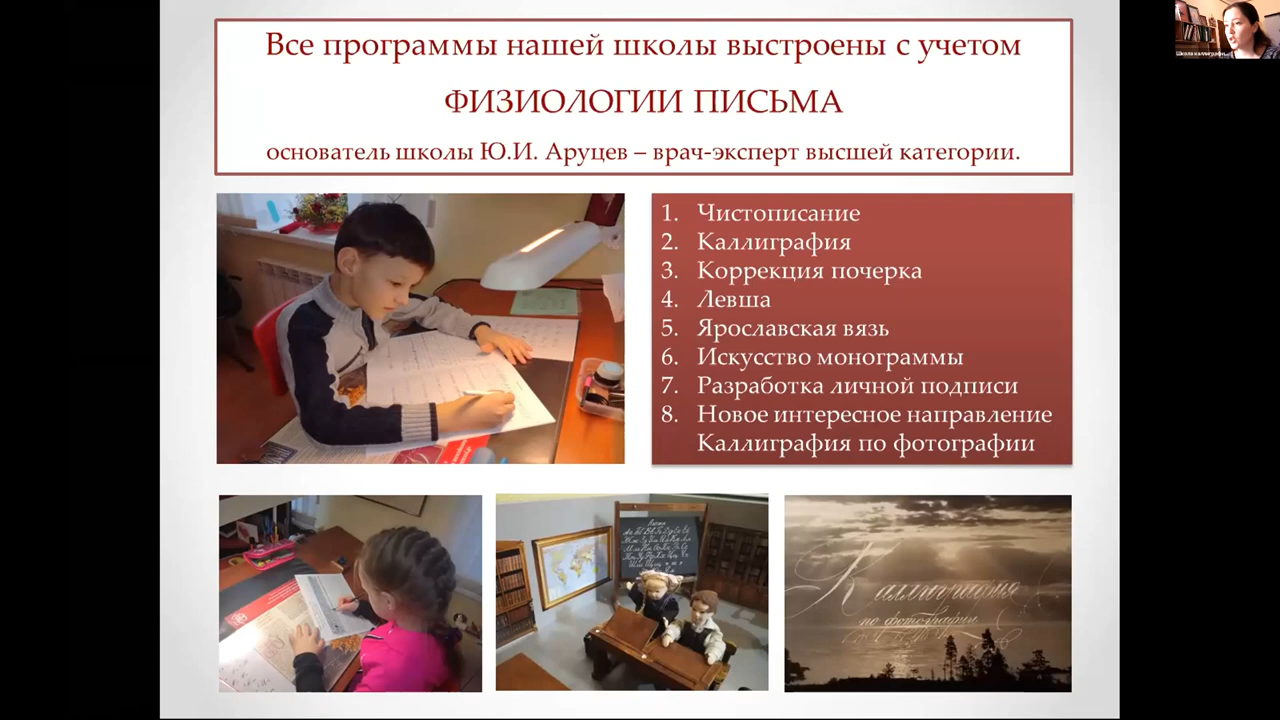 Все программы нашей школы выстроены с учетом
ФИЗИОЛОГИИ ПИСЬМА
основатель школы Ю.И. Аруцев – врач-эксперт высшей категории.
1. Чистописание
2. Каллиграфия
3. Коррекция почерка
4. Левша
5. Ярославская вязь
6. Искусство монограммы
7. Разработка личной подписи
8. Новое интересное направление
Каллиграфия по фотографии
Каллиграфия
по фотографии
Школа каллиграфи...